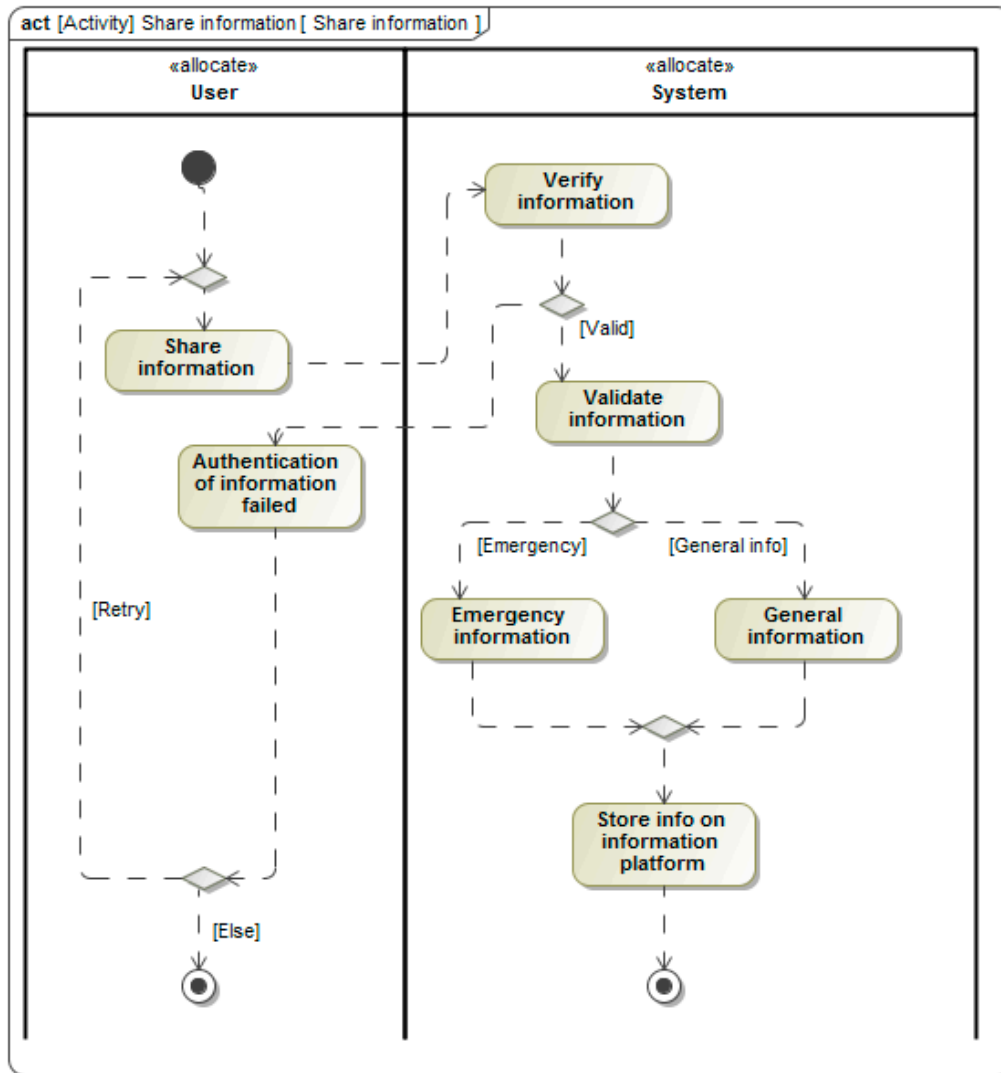 act [Activity] Share information [ Share information ]
«allocate»
User
«allocate»
System
Verify
information
[Valid]
Share
information
Validate
information
Authentication
of information
failed
[Emergency]
[General info]
Emergency
information
General
information
[Retry]
Store info on
information
platform
[Else]